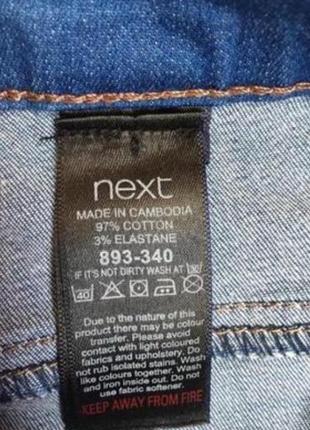 next
MADE IN CAMBODIA
97% COTTON
3% ELASTANE
893-340
IF IT'S NOT DIRTY WASH AT 30°
40
Due to the nature of this
product there may be colour
transfer. Please avoid
contact with light coloured
fabrics and upholstery. Do
not rub isolated stains. Wash
like colours together. Wash
and iron inside out. Do not
use fabric softener.
KEEP AWAY FROM FIRE